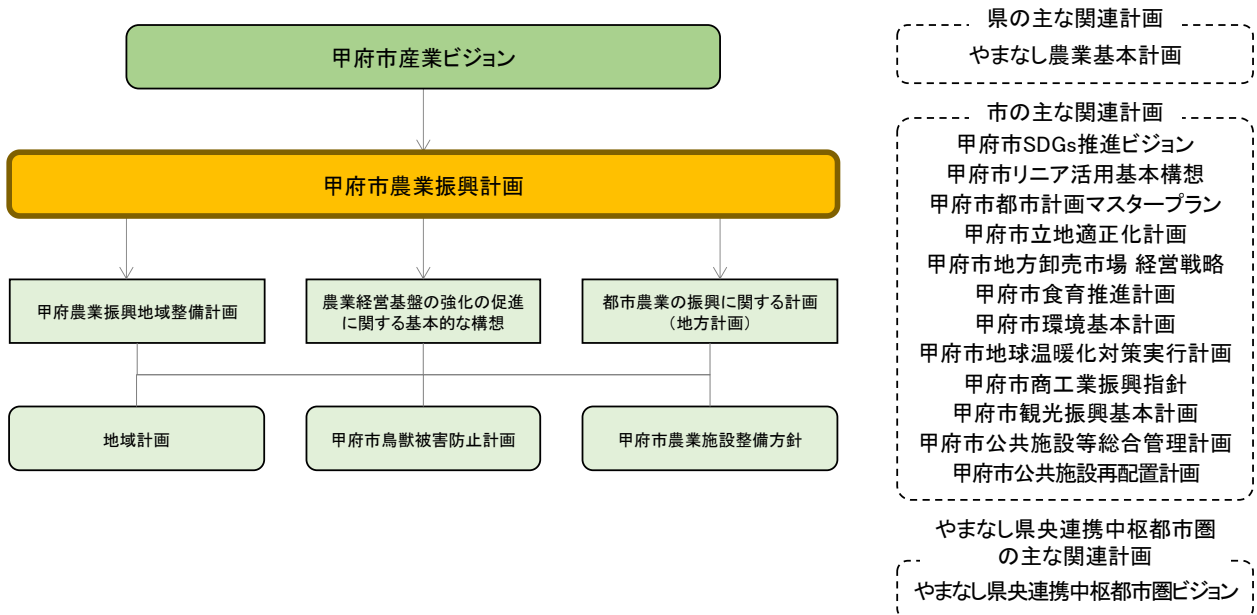 甲府市産業ビジョン
甲府市農業振興計画
甲府農業振興地域整備計画
農業経営基盤の強化の促進
に関する基本的な構想
都市農業の振興に関する計画
（地方計画）
地域計画
甲府市鳥獣被害防止計画
甲府市農業施設整備方針
県の主な関連計画
やまなし農業基本計画
市の主な関連計画
甲府市SDGs推進ビジョン
甲府市リニア活用基本構想
甲府市都市計画マスタープラン
甲府市立地適正化計画
甲府市地方卸売市場 経営戦略
甲府市食育推進計画
甲府市環境基本計画
甲府市地球温暖化対策実行計画
甲府市商工業振興指針
甲府市観光振興基本計画
甲府市公共施設等総合管理計画
甲府市公共施設再配置計画
やまなし県央連携中枢都市圏
の主な関連計画
やまなし県央連携中枢都市圏ビジョン